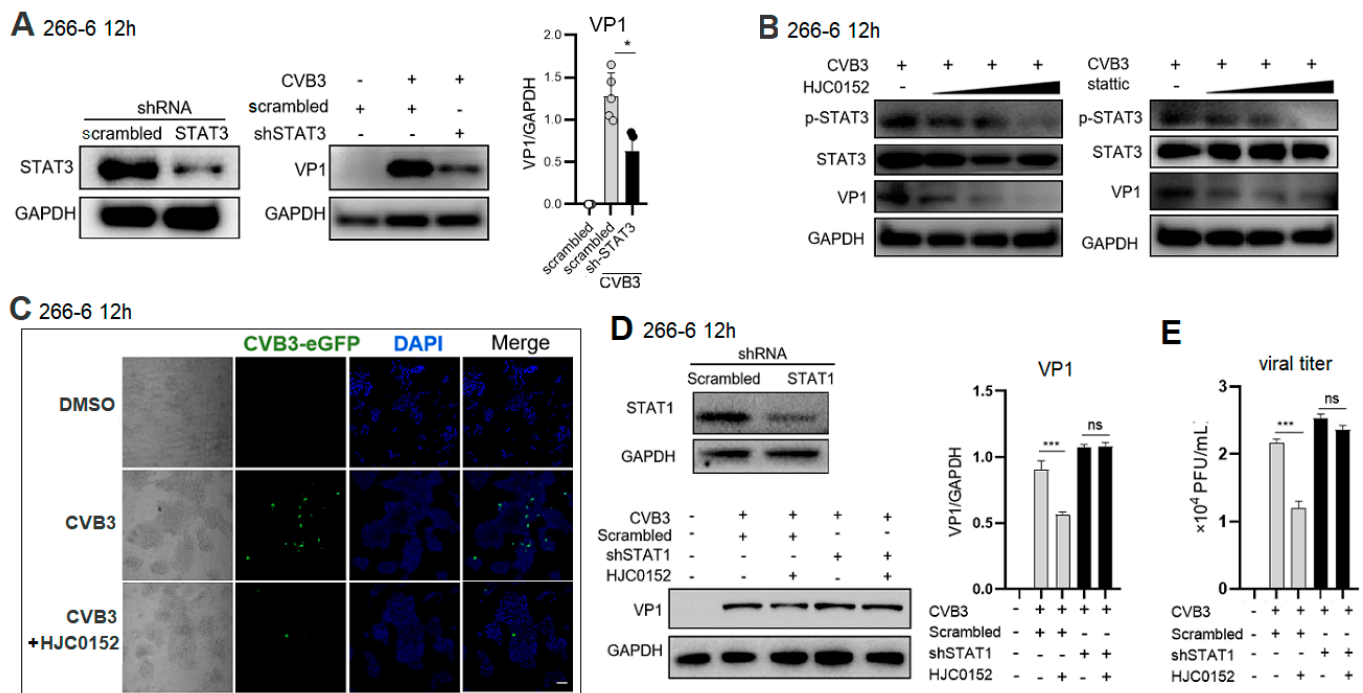 A 266-6 12h
shRNA
scrambled STAT3
STAT3
GAPDH
CVB3 - + +
scrambled + + -
shSTAT3 - - +
VP1
GAPDH
VP1
*
VP1/GAPDH
2.0
1.5
1.0
0.5
0.0
scrambled
scrambled
sh-STAT3
CVB3
B 266-6 12h
CVB3 + + + +
HJC0152 -
p-STAT3
STAT3
VP1
GAPDH
CVB3 + + + +
stattic -
p-STAT3
STAT3
VP1
GAPDH
C 266-6 12h
CVB3-eGFP DAPI Merge
DMSO
CVB3
CVB3
+HJC0152
D 266-6 12h
shRNA
Scrambled STAT1
STAT1
GAPDH
CVB3 - + + + +
Scrambled - + + - -
shSTAT1 - - - + +
HJC0152 - - + - +
VP1
GAPDH
VP1
*** ns
VP1/GAPDH
1.5
1.0
0.5
0.0
CVB3 - + + + +
Scrambled - + + - -
shSTAT1 - - - + +
HJC0152 - - + - +
E
viral titer
*** ns
×10⁴ PFU/mL
3
2
1
0
CVB3 - + + + +
Scrambled - + + - -
shSTAT1 - - - + +
HJC0152 - - + - +